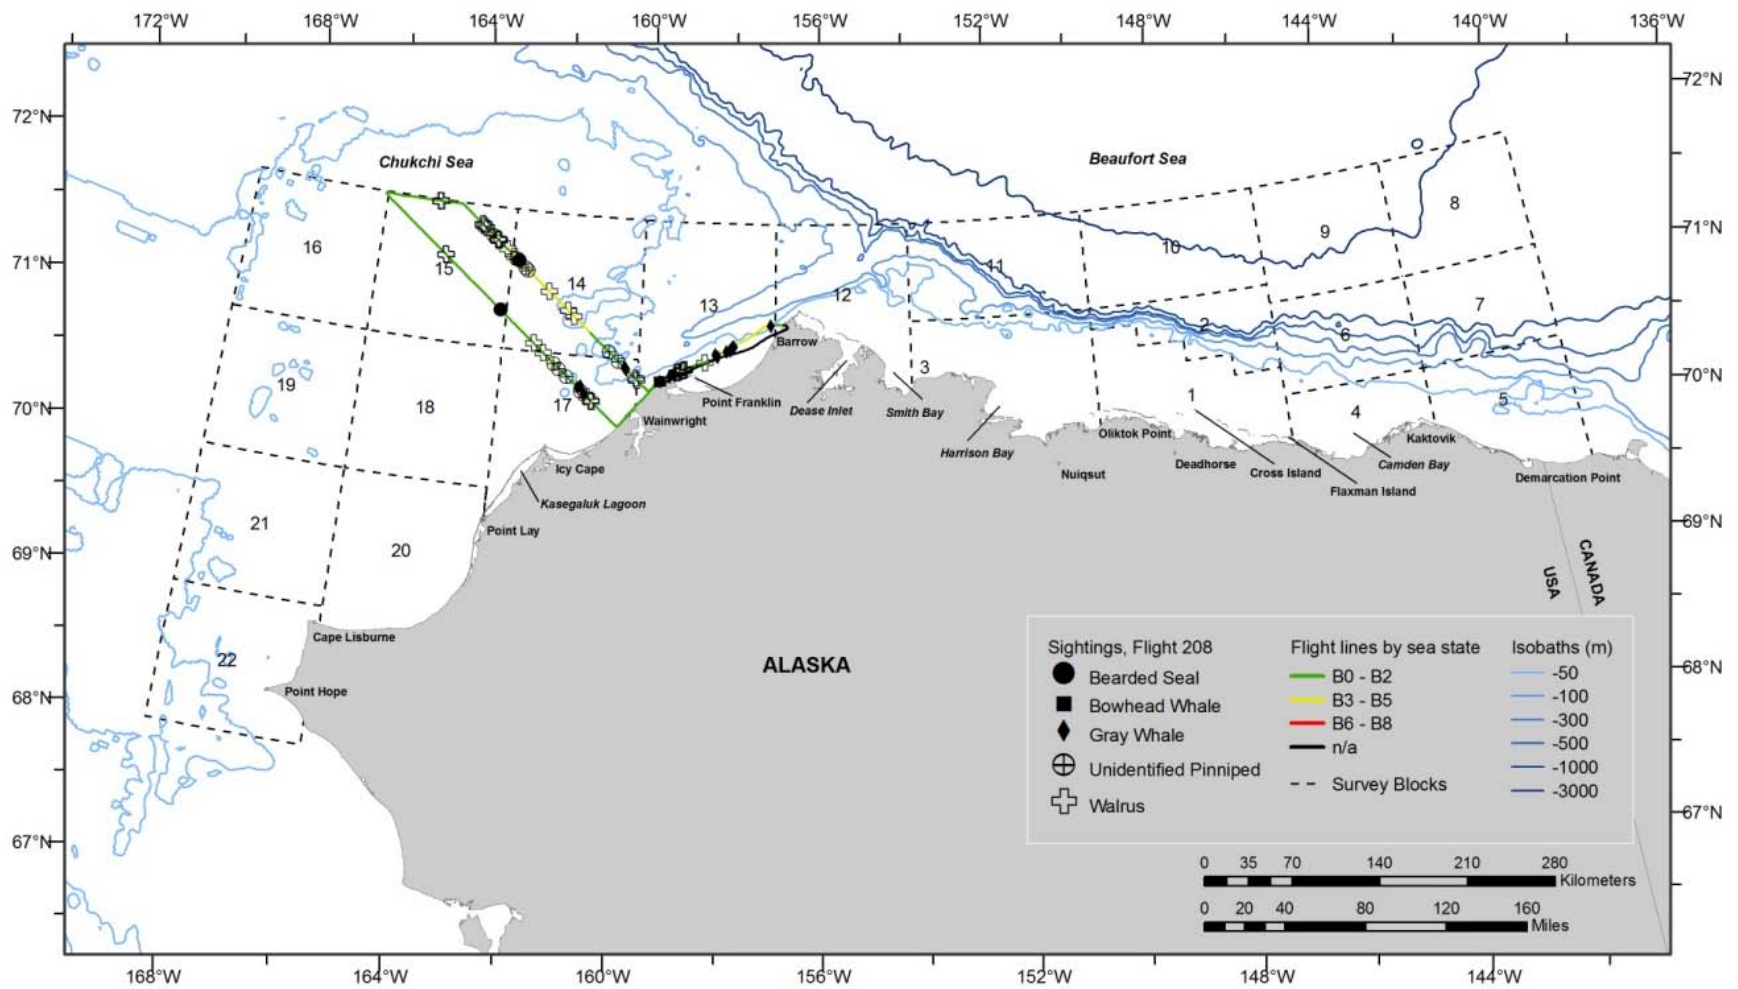 172°W 168°W 164°W 160°W 156°W 152°W 148°W 144°W 140°W 136°W
72°N 72°N
Chukchi Sea Beaufort Sea
8
9
16 10 71°N
71°N 15 14 11
13 12 7
2 6
Barrow
19 3 70°N
Point Franklin
70°N 18 17 Dease Inlet Smith Bay 1 4 5
Wainwright
Oliktok Point Kaktovik
Harrison Bay
Icy Cape Nuiqsut Deadhorse Cross Island Camden Bay
Demarcation Point
Kasegaluk Lagoon Flaxman Island
21 Point Lay 69°N
69°N 20
USA CANADA
Cape Lisburne
22 ALASKA 68°N
68°N Point Hope
67°N
67°N
Sightings, Flight 208
Bearded Seal
Bowhead Whale
Gray Whale
Unidentified Pinniped
Walrus
Flight lines by sea state
B0 - B2
B3 - B5
B6 - B8
n/a
Survey Blocks
Isobaths (m)
-50
-100
-300
-500
-1000
-3000
0 35 70 140 210 280
Kilometers
0 20 40 80 120 160
Miles
168°W 164°W 160°W 156°W 152°W 148°W 144°W